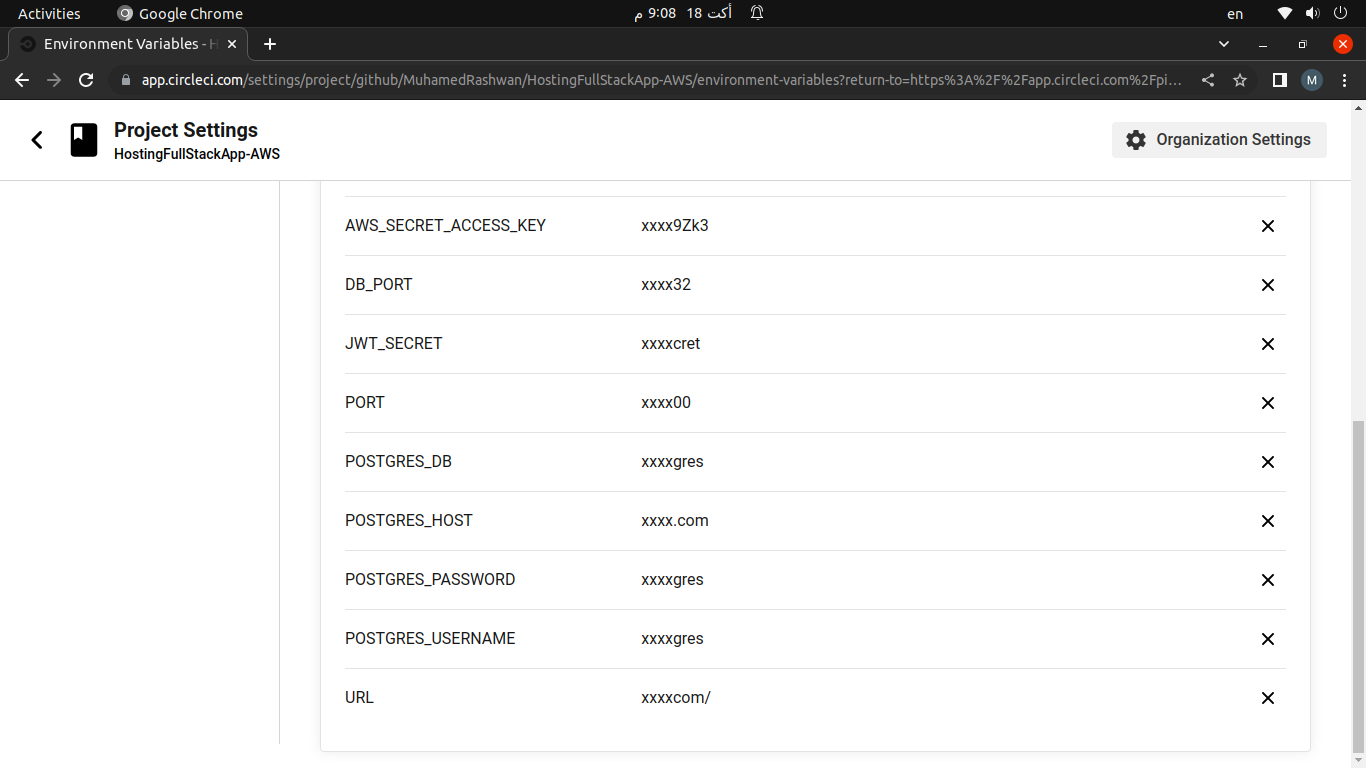 Activities Google Chrome أكت 18 9:08 م en
Environment Variables - H
app.circleci.com/settings/project/github/MuhamedRashwan/HostingFullStackApp-AWS/environment-variables?return-to=https%3A%2F%2Fapp.circleci.com%2Fpi... M
Project Settings
HostingFullStackApp-AWS
Organization Settings
AWS_SECRET_ACCESS_KEY xxxx9Zk3
DB_PORT xxxx32
JWT_SECRET xxxxcret
PORT xxxx00
POSTGRES_DB xxxxgres
POSTGRES_HOST xxxx.com
POSTGRES_PASSWORD xxxxgres
POSTGRES_USERNAME xxxxgres
URL xxxxcom/